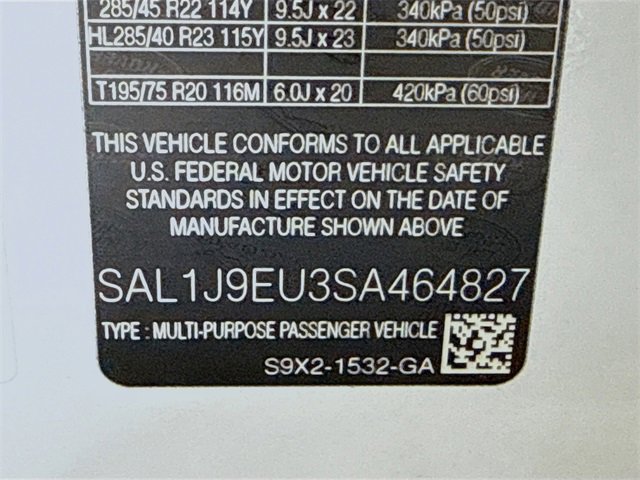 285/45 R22 114Y 9.5J x 22 340kPa (50psi)
HL285/40 R23 115Y 9.5J x 23 340kPa (50psi)
T195/75 R20 116M 6.0J x 20 420kPa (60psi)
THIS VEHICLE CONFORMS TO ALL APPLICABLE
U.S. FEDERAL MOTOR VEHICLE SAFETY
STANDARDS IN EFFECT ON THE DATE OF
MANUFACTURE SHOWN ABOVE
SAL1J9EU3SA464827
TYPE : MULTI-PURPOSE PASSENGER VEHICLE
S9X2-1532-GA